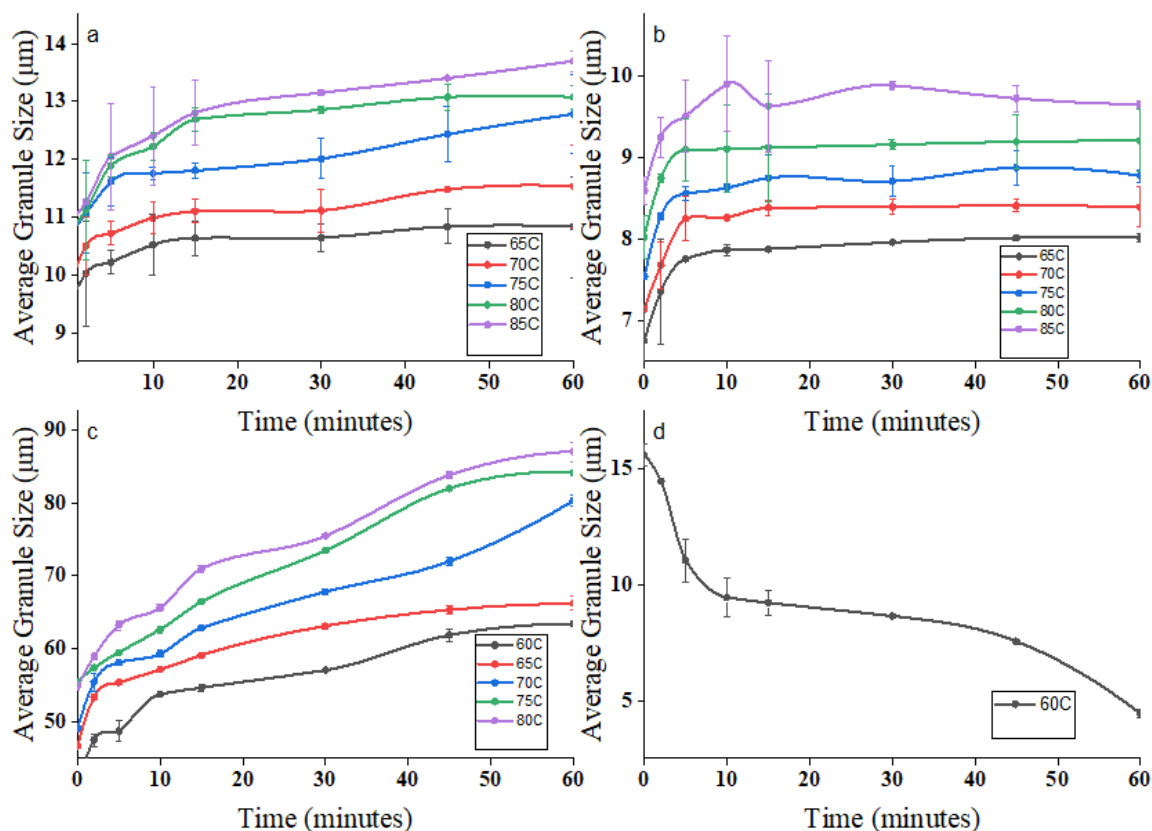 a
Average Granule Size (μm)
14
13
12
11
10
9
65C
70C
75C
80C
85C
10
20
30
40
50
60
Time (minutes)
b
Average Granule Size (μm)
10
9
8
7
65C
70C
75C
80C
85C
0
10
20
30
40
50
60
Time (minutes)
c
Average Granule Size (μm)
90
80
70
60
50
60C
65C
70C
75C
80C
0
10
20
30
40
50
60
Time (minutes)
d
Average Granule Size (μm)
15
10
5
60C
0
10
20
30
40
50
60
Time (minutes)